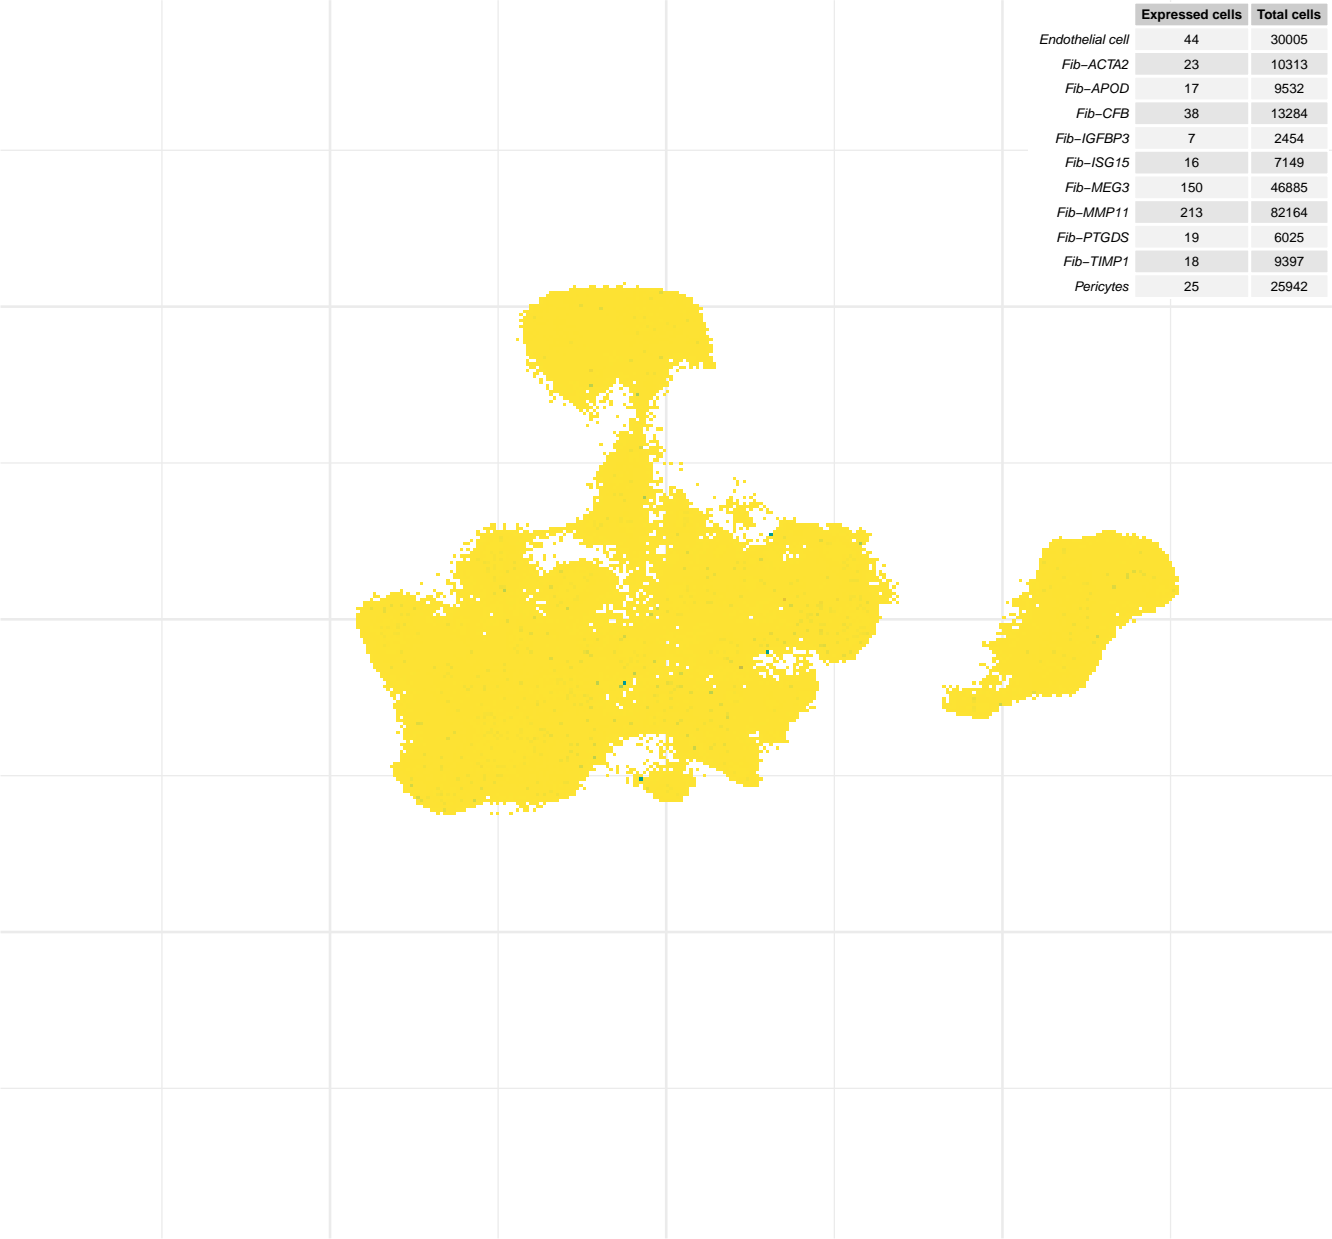 Expressed cells Total cells
Endothelial cell 44 30005
Fib−ACTA2 23 10313
Fib−APOD 17 9532
Fib−CFB 38 13284
Fib−IGFBP3 7 2454
Fib−ISG15 16 7149
Fib−MEG3 150 46885
Fib−MMP11 213 82164
Fib−PTGDS 19 6025
Fib−TIMP1 18 9397
Pericytes 25 25942